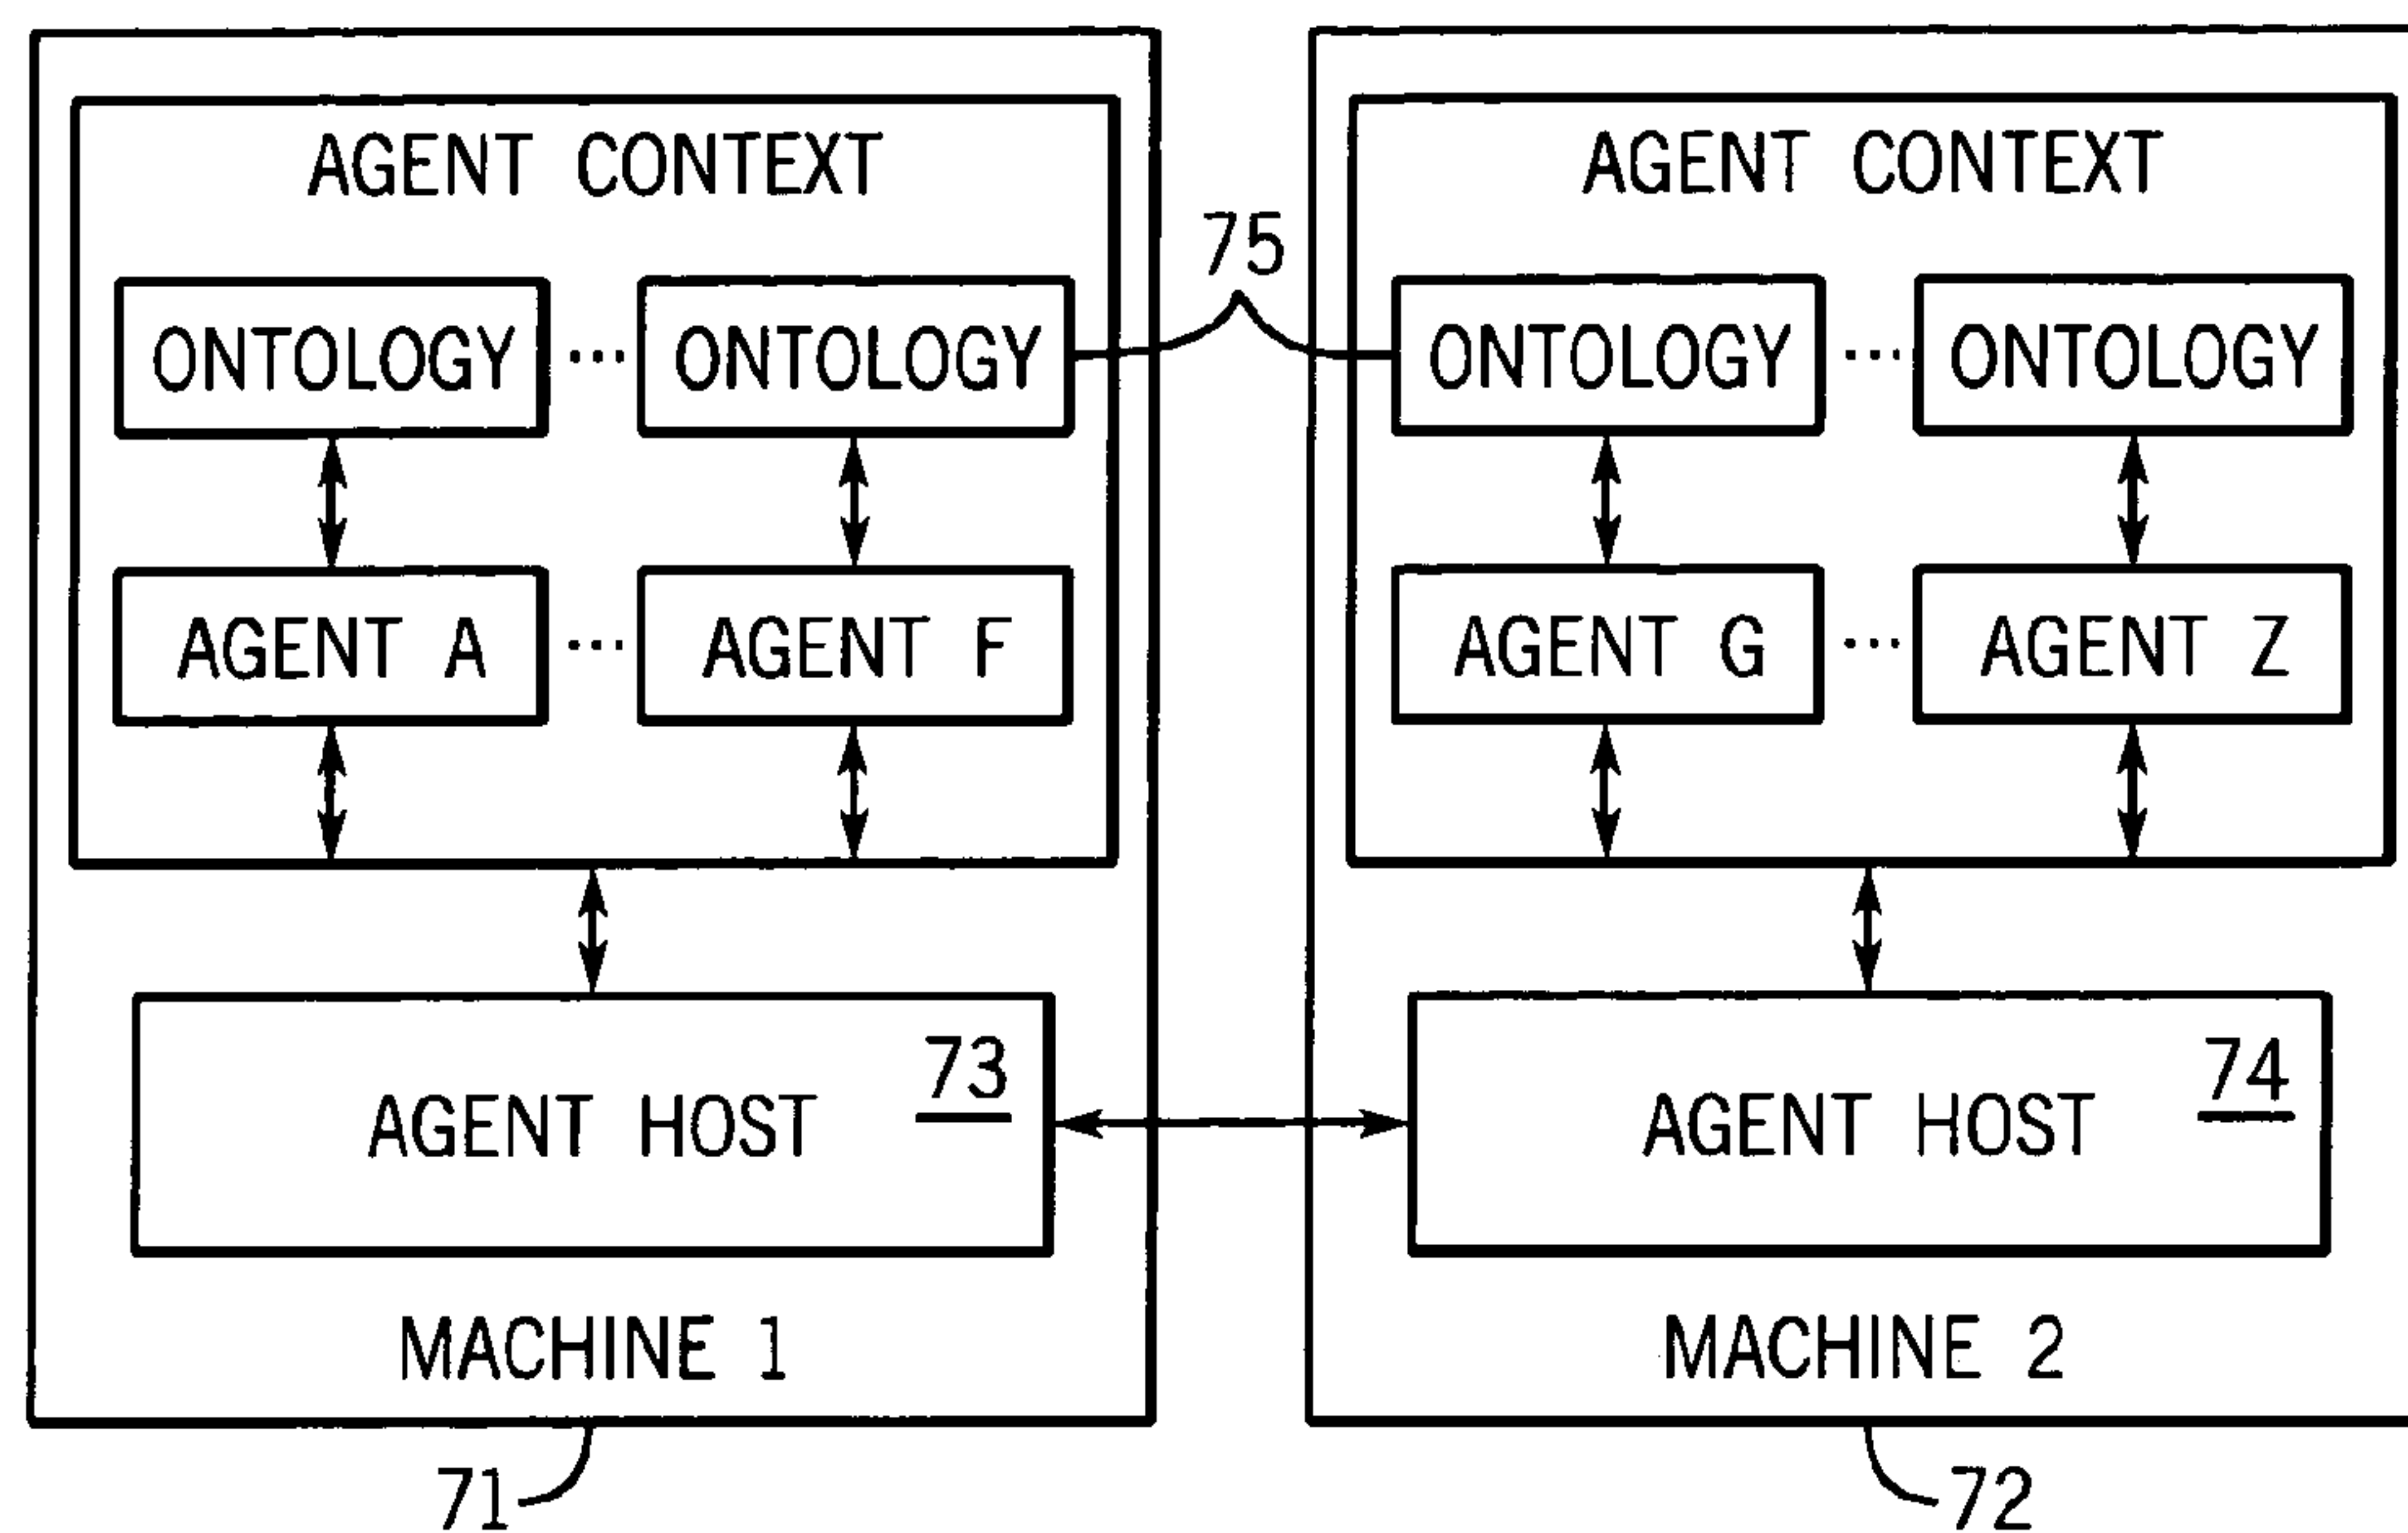 AGENT CONTEXT
AGENT CONTEXT
75
ONTOLOGY ... ONTOLOGY
ONTOLOGY ... ONTOLOGY
AGENT A ... AGENT F
AGENT G ... AGENT Z
73
AGENT HOST
74
AGENT HOST
MACHINE 1
MACHINE 2
71
72